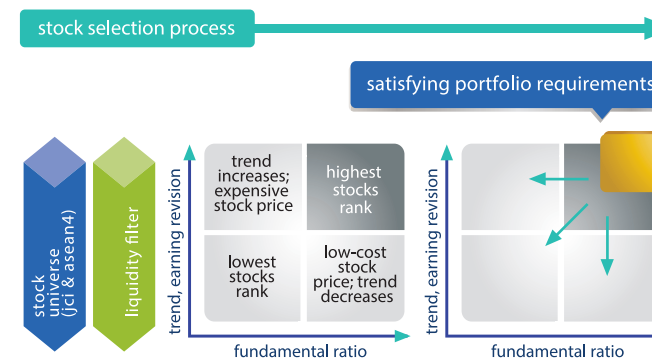 stock selection process
satisfying portfolio requirements
stock
universe
(jci & asean4)
liquidity filter
trend, earning revision
trend
increases;
expensive
stock price
highest
stocks
rank
lowest
stocks
rank
low-cost
stock
price; trend
decreases
fundamental ratio
trend, earning revision
fundamental ratio